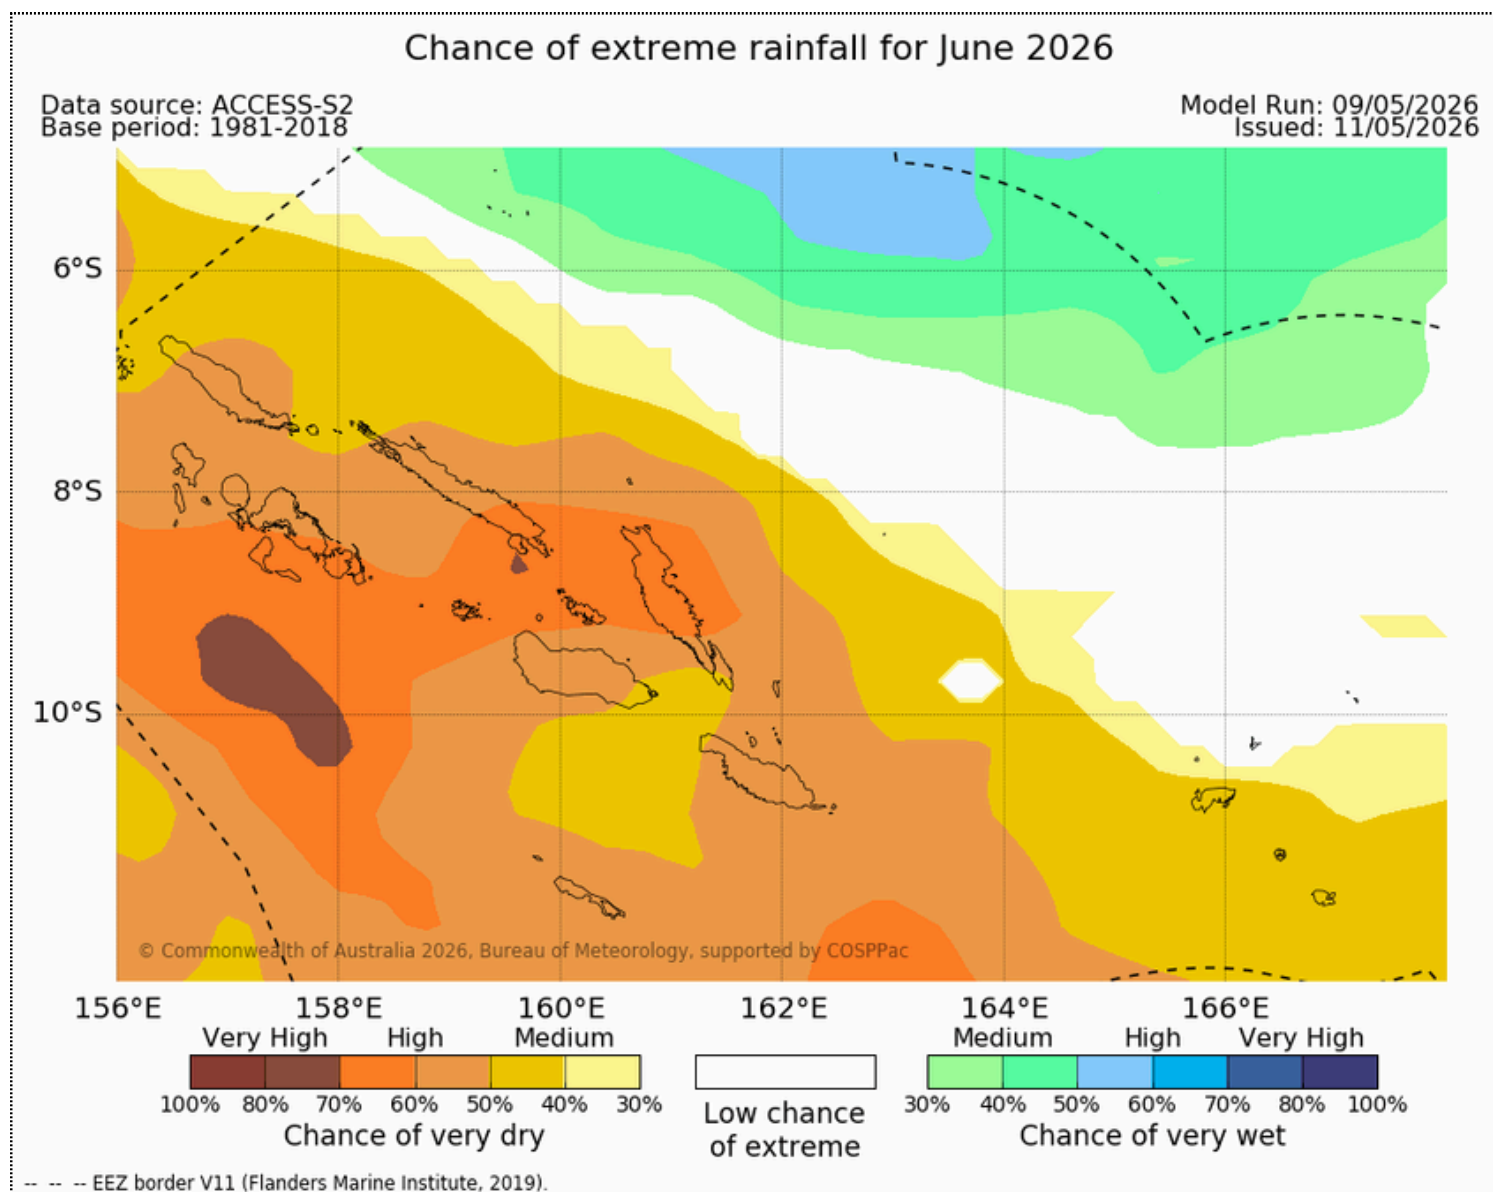 Chance of extreme rainfall for June 2026
Data source: ACCESS-S2
Base period: 1981-2018
Model Run: 09/05/2026
Issued: 11/05/2026
6°S
8°S
10°S
© Commonwealth of Australia 2026, Bureau of Meteorology, supported by COSPPac
156°E 158°E 160°E 162°E 164°E 166°E
Very High High Medium
100% 80% 70% 60% 50% 40% 30%
Chance of very dry
Low chance
of extreme
Medium High Very High
30% 40% 50% 60% 70% 80% 100%
Chance of very wet
-- -- -- EEZ border V11 (Flanders Marine Institute, 2019).